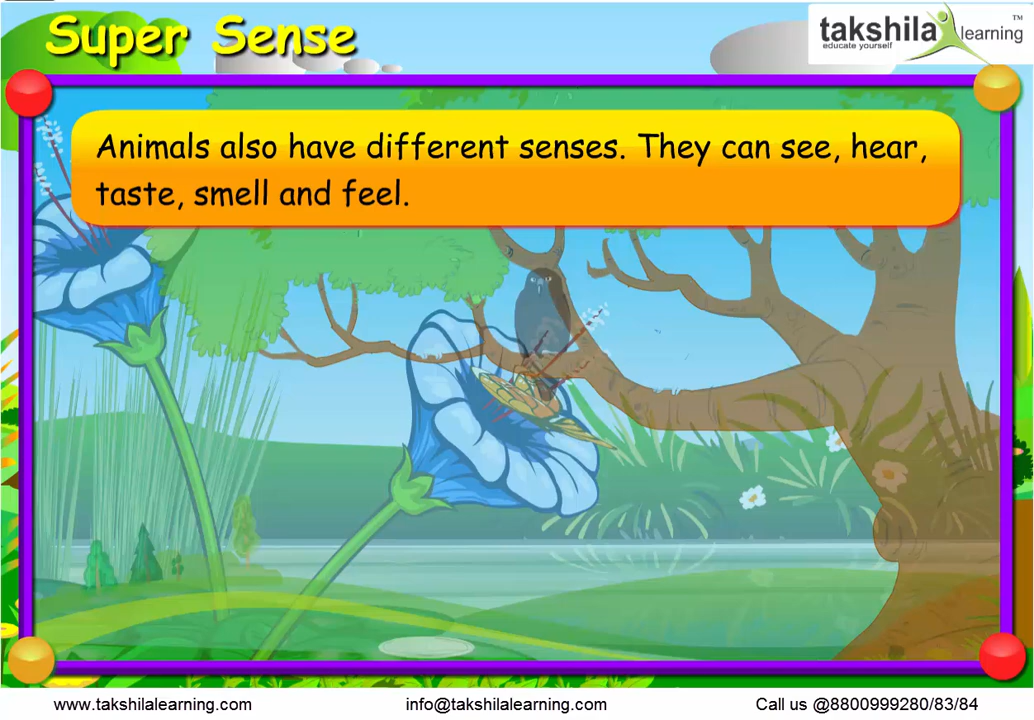 Super Sense
takshila learning ™
educate yourself
Animals also have different senses. They can see, hear,
taste, smell and feel.
www.takshilalearning.com info@takshilalearning.com Call us @8800999280/83/84